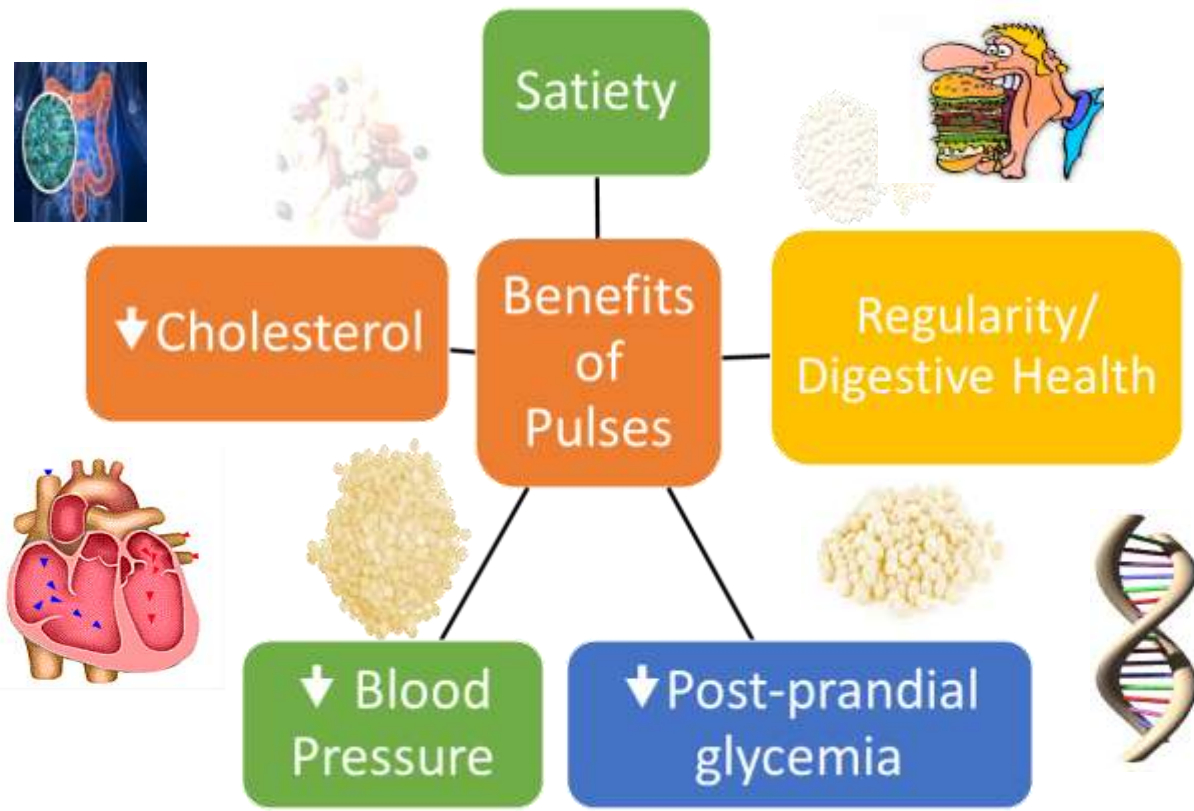 Satiety
↓Cholesterol
Benefits
of
Pulses
Regularity/
Digestive Health
↓ Blood
Pressure
↓Post-prandial
glycemia